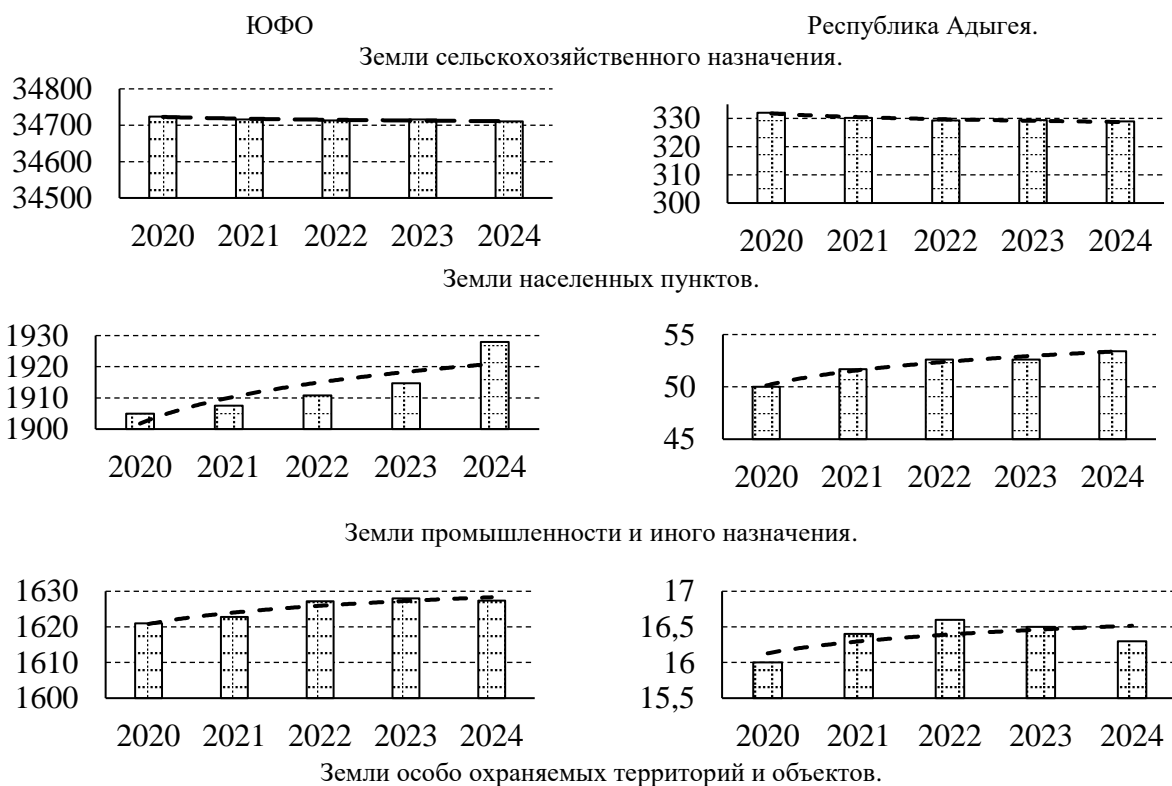 ЮФО Республика Адыгея.
Земли сельскохозяйственного назначения.
34800
34700
34600
34500
2020 2021 2022 2023 2024
330
320
310
300
2020 2021 2022 2023 2024
Земли населенных пунктов.
1930
1920
1910
1900
2020 2021 2022 2023 2024
55
50
45
2020 2021 2022 2023 2024
Земли промышленности и иного назначения.
1630
1620
1610
1600
2020 2021 2022 2023 2024
17
16,5
16
15,5
2020 2021 2022 2023 2024
Земли особо охраняемых территорий и объектов.